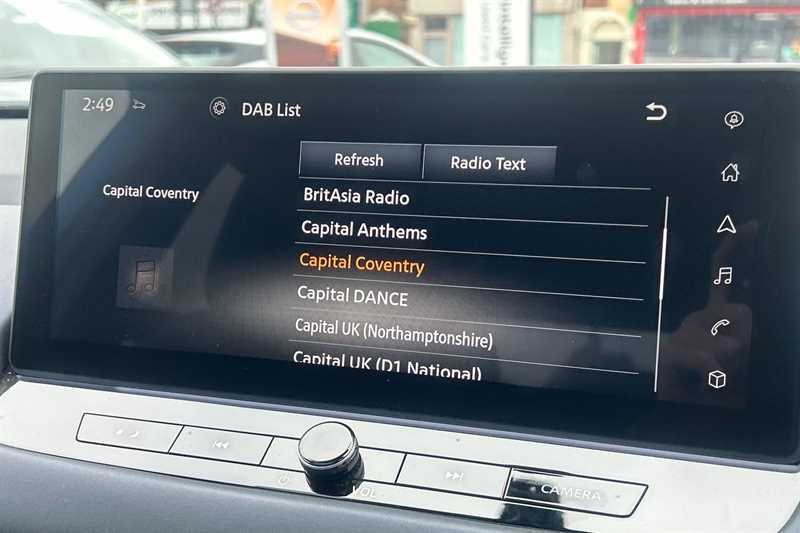 2:49
DAB List
Refresh
Radio Text
Capital Coventry
BritAsia Radio
Capital Anthems
Capital Coventry
Capital DANCE
Capital UK (Northamptonshire)
Capital UK (D1 National)
VOL
CAMERA